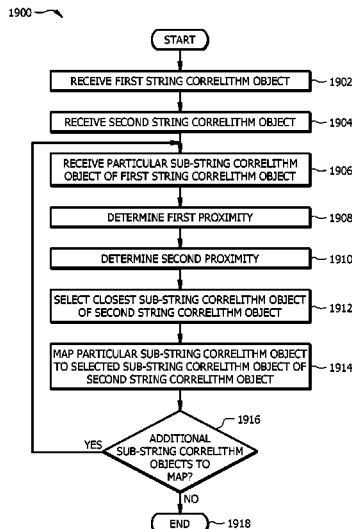 1900
START
RECEIVE FIRST STRING CORRELITHM OBJECT
1902
RECEIVE SECOND STRING CORRELITHM OBJECT
1904
RECEIVE PARTICULAR SUB-STRING CORRELITHM
OBJECT OF FIRST STRING CORRELITHM OBJECT
1906
DETERMINE FIRST PROXIMITY
1908
DETERMINE SECOND PROXIMITY
1910
SELECT CLOSEST SUB-STRING CORRELITHM OBJECT
OF SECOND STRING CORRELITHM OBJECT
1912
MAP PARTICULAR SUB-STRING CORRELITHM OBJECT
TO SELECTED SUB-STRING CORRELITHM OBJECT OF
SECOND STRING CORRELITHM OBJECT
1914
1916
ADDITIONAL
SUB-STRING CORRELITHM
OBJECTS TO
MAP?
YES
NO
END
1918